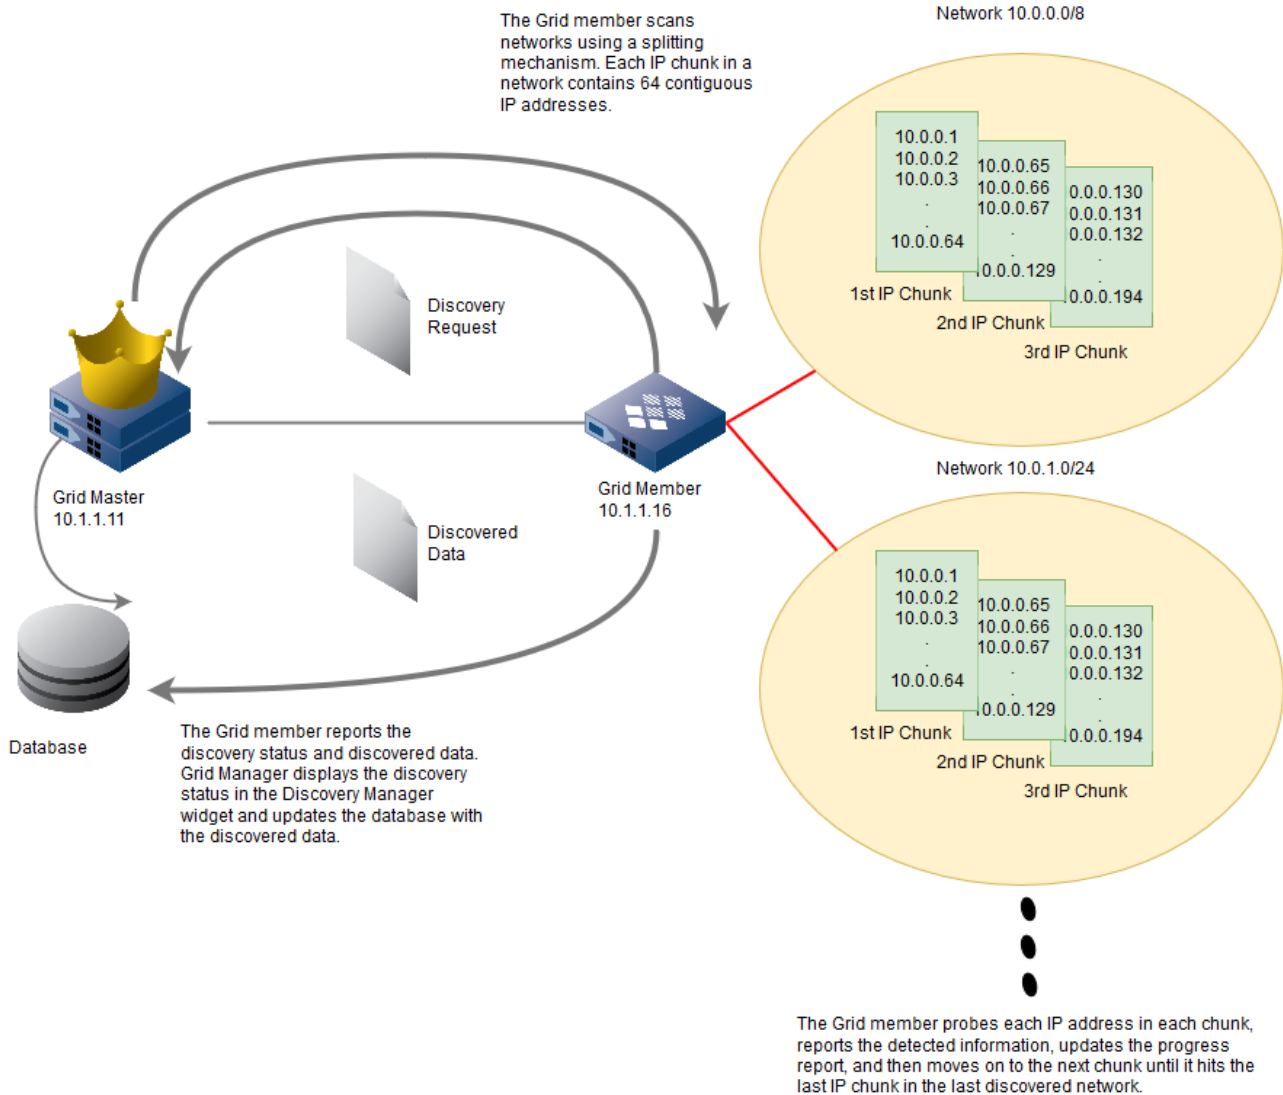 The Grid member scans
networks using a splitting
mechanism. Each IP chunk in a
network contains 64 contiguous
IP addresses.
Network 10.0.0.0/8
10.0.0.1
10.0.0.2
10.0.0.3
.
.
10.0.0.64
1st IP Chunk
10.0.0.65
10.0.0.66
10.0.0.67
.
.
10.0.0.129
2nd IP Chunk
0.0.0.130
0.0.0.131
0.0.0.132
.
.
0.0.0.194
3rd IP Chunk
Discovery
Request
Grid Master
10.1.1.11
Grid Member
10.1.1.16
Discovered
Data
Network 10.0.1.0/24
10.0.0.1
10.0.0.2
10.0.0.3
.
.
10.0.0.64
1st IP Chunk
10.0.0.65
10.0.0.66
10.0.0.67
.
.
10.0.0.129
2nd IP Chunk
0.0.0.130
0.0.0.131
0.0.0.132
.
.
0.0.0.194
3rd IP Chunk
Database
The Grid member reports the
discovery status and discovered data.
Grid Manager displays the discovery
status in the Discovery Manager
widget and updates the database with
the discovered data.
The Grid member probes each IP address in each chunk,
reports the detected information, updates the progress
report, and then moves on to the next chunk until it hits the
last IP chunk in the last discovered network.